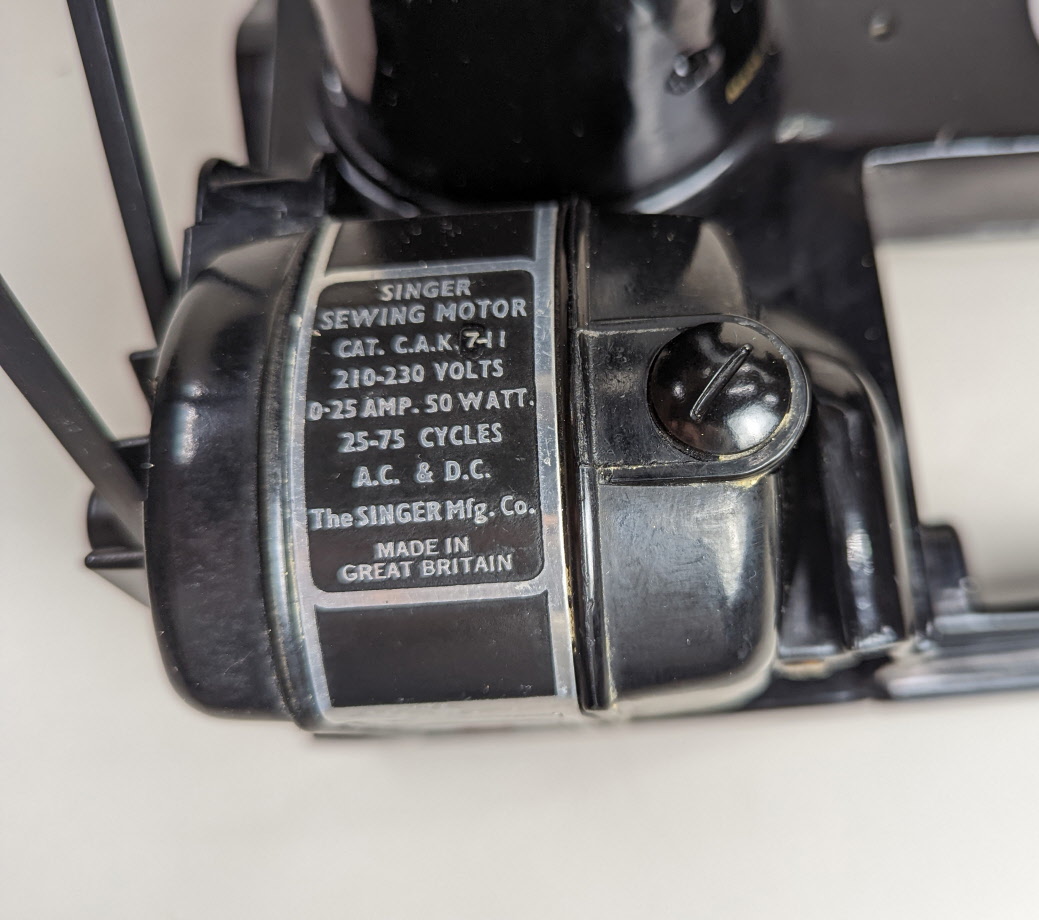 SINGER
SEWING MOTOR
CAT. C.A.K. 7-11
210-230 VOLTS
0-25 AMP. 50 WATT.
25-75 CYCLES
A.C. & D.C.
The SINGER Mfg. Co.
MADE IN
GREAT BRITAIN